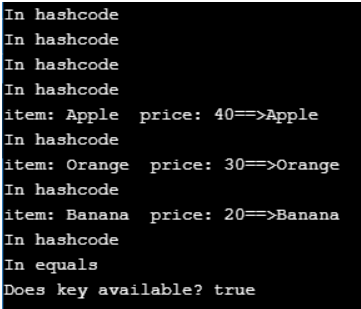 In hashcode
In hashcode
In hashcode
In hashcode
item: Apple  price: 40==>Apple
In hashcode
item: Orange  price: 30==>Orange
In hashcode
item: Banana  price: 20==>Banana
In hashcode
In equals
Does key available? true